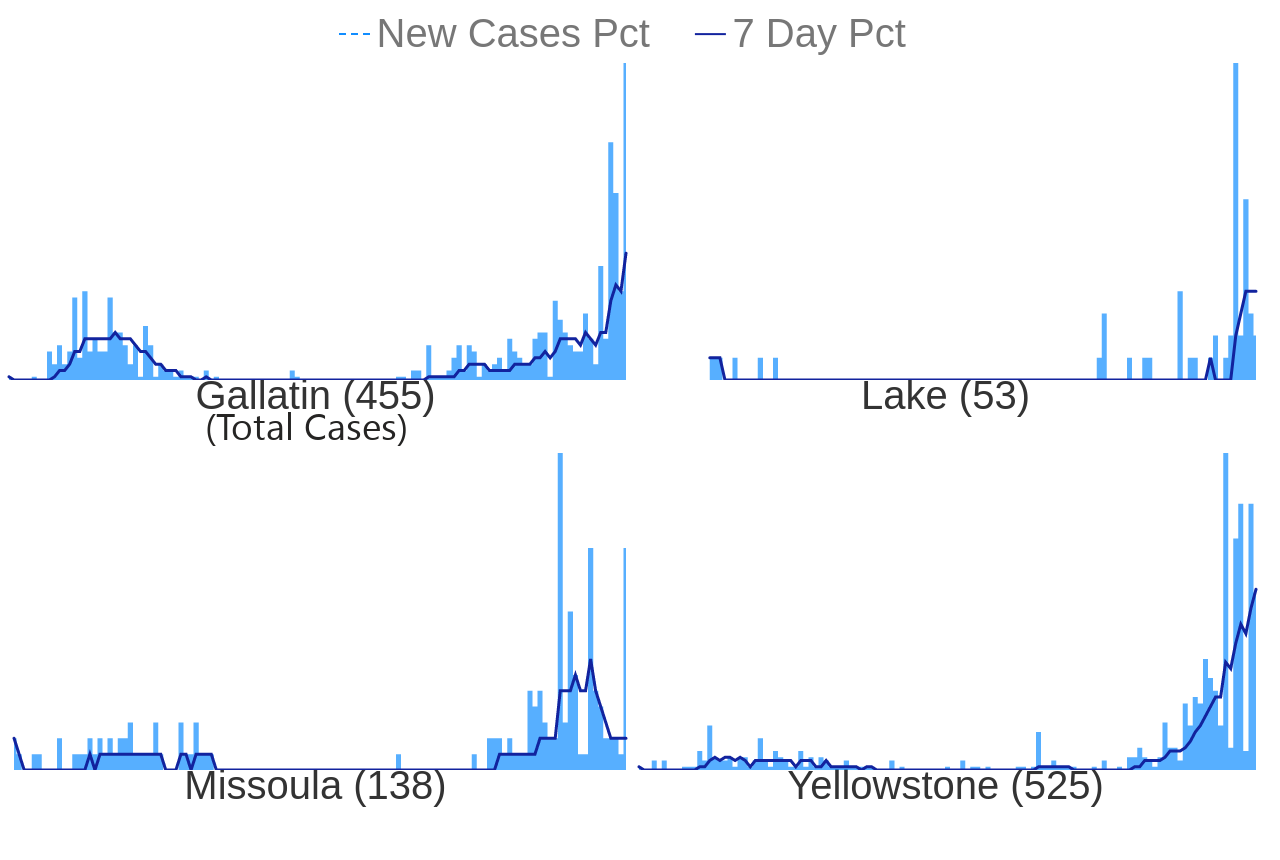 New Cases Pct 7 Day Pct
Gallatin (455)
(Total Cases)
Lake (53)
Missoula (138)
Yellowstone (525)